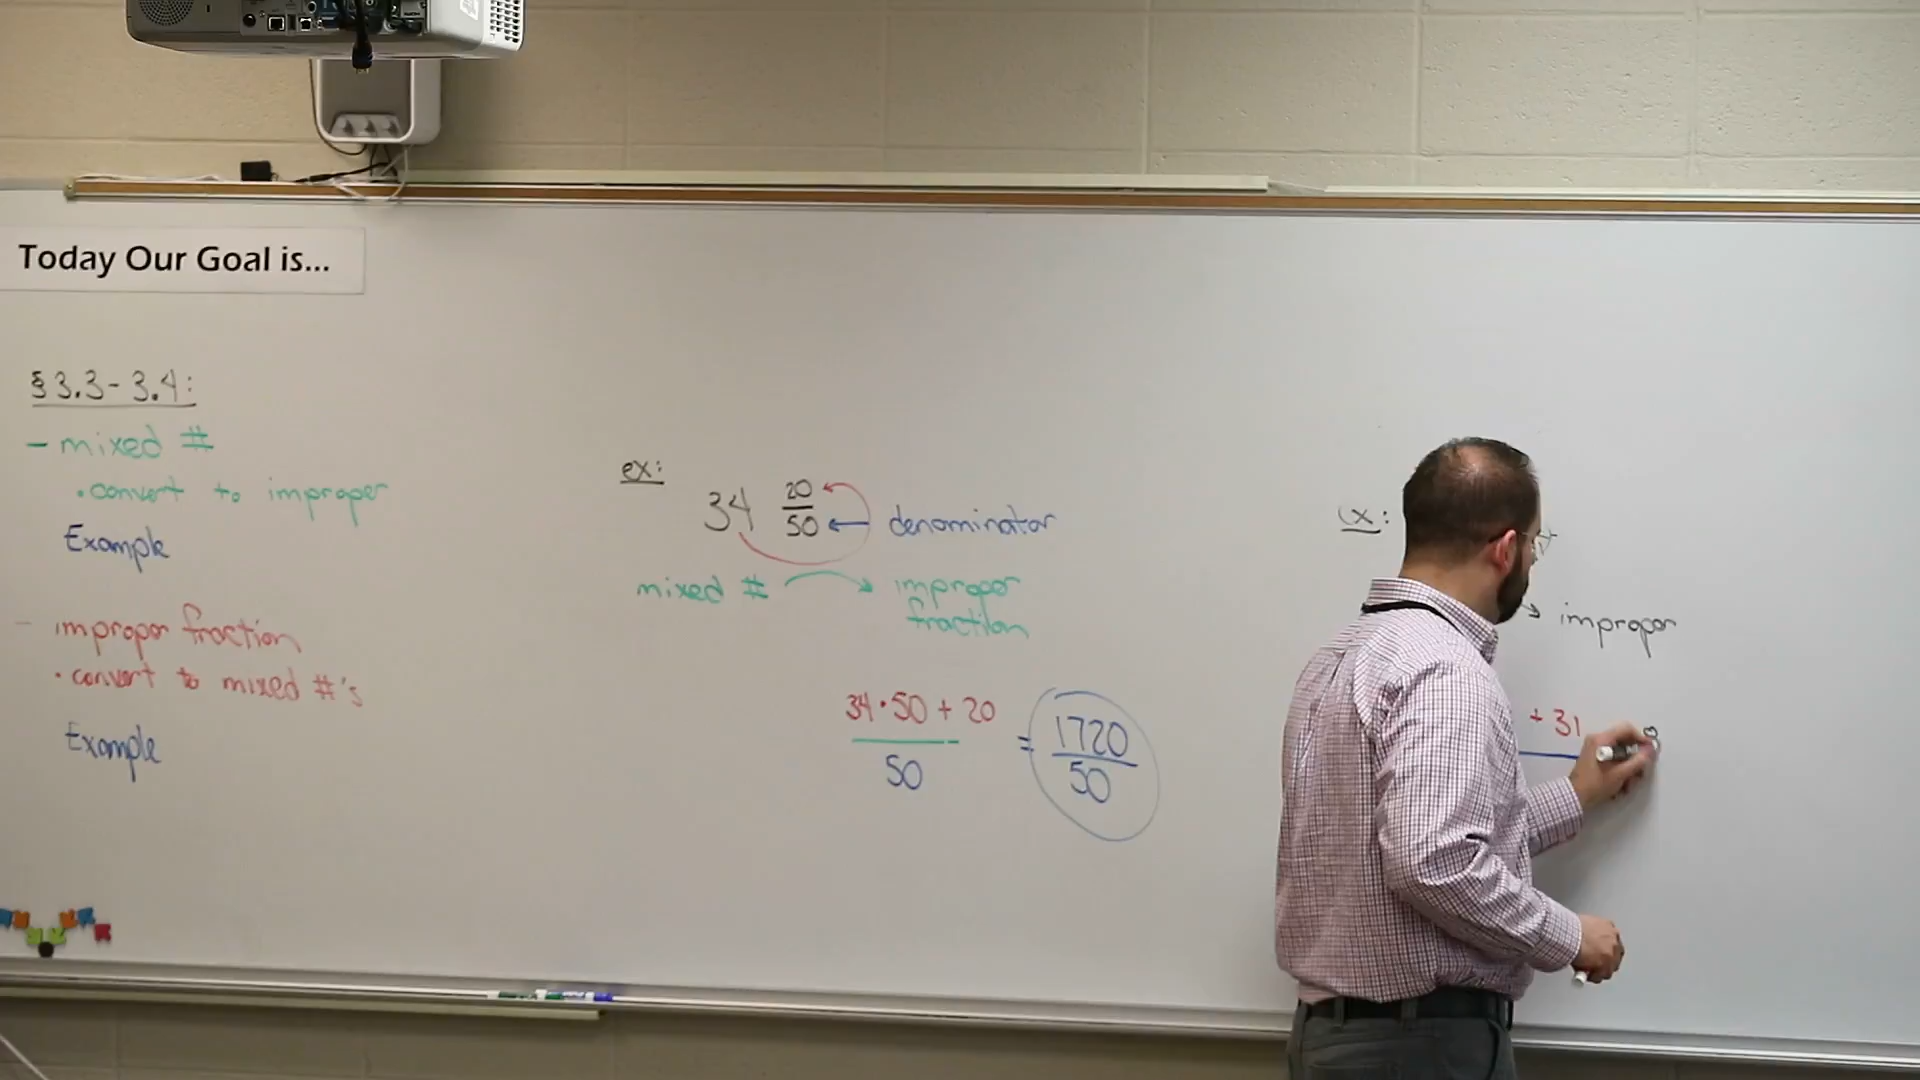 Today Our Goal is...
§ 3.3 - 3.4:
- mixed #
• convert to improper
Example
- improper fraction
• convert to mixed #'s
Example
ex:
34 20/50
denominator
mixed # → improper
fraction
34 • 50 + 20
50
= 1720/50
improper
+ 31